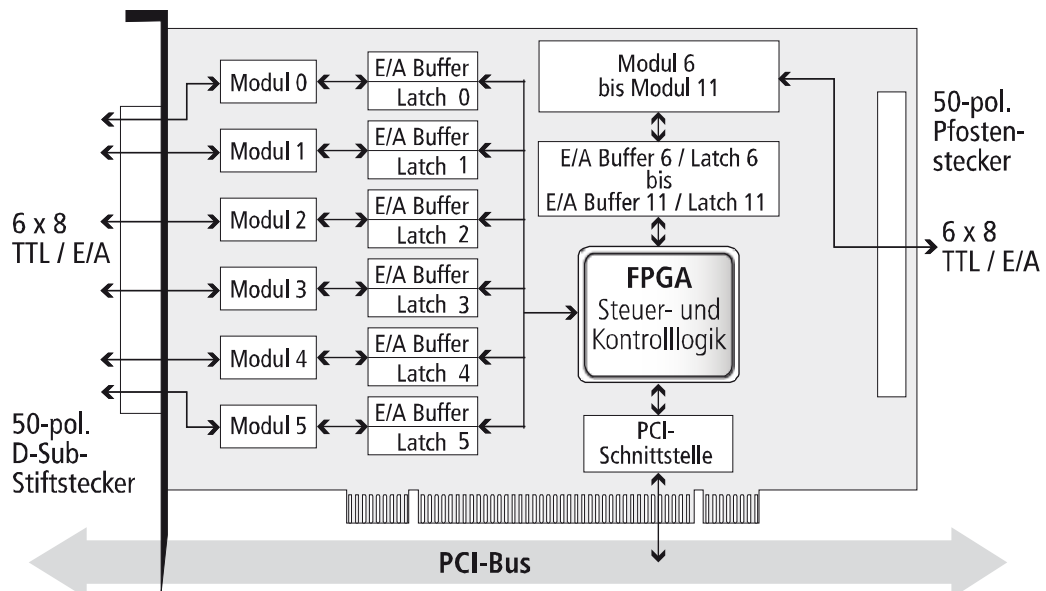 Modul 0
E/A Buffer
Latch 0
Modul 1
E/A Buffer
Latch 1
Modul 2
E/A Buffer
Latch 2
Modul 3
E/A Buffer
Latch 3
Modul 4
E/A Buffer
Latch 4
Modul 5
E/A Buffer
Latch 5
6 x 8
TTL / E/A
50-pol.
D-Sub-
Stiftstecker
Modul 6
bis Modul 11
E/A Buffer 6 / Latch 6
bis
E/A Buffer 11 / Latch 11
FPGA
Steuer- und
Kontrolllogik
PCI-
Schnittstelle
50-pol.
Pfosten-
stecker
6 x 8
TTL / E/A
PCI-Bus